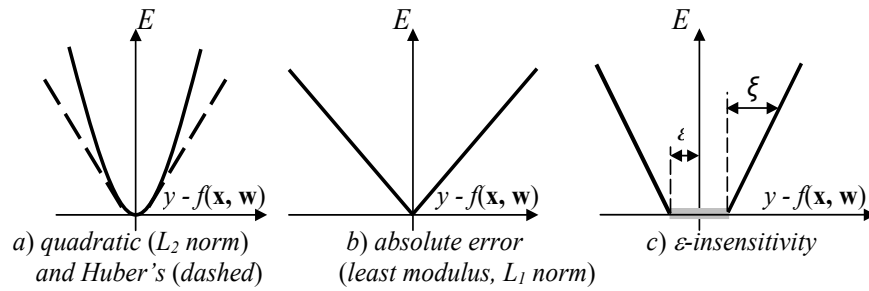 E
E
E
ξ
ε
y - f(x, w)
y - f(x, w)
y - f(x, w)
a) quadratic (L2 norm)
and Huber's (dashed)
b) absolute error
(least modulus, L1 norm)
c) ε-insensitivity